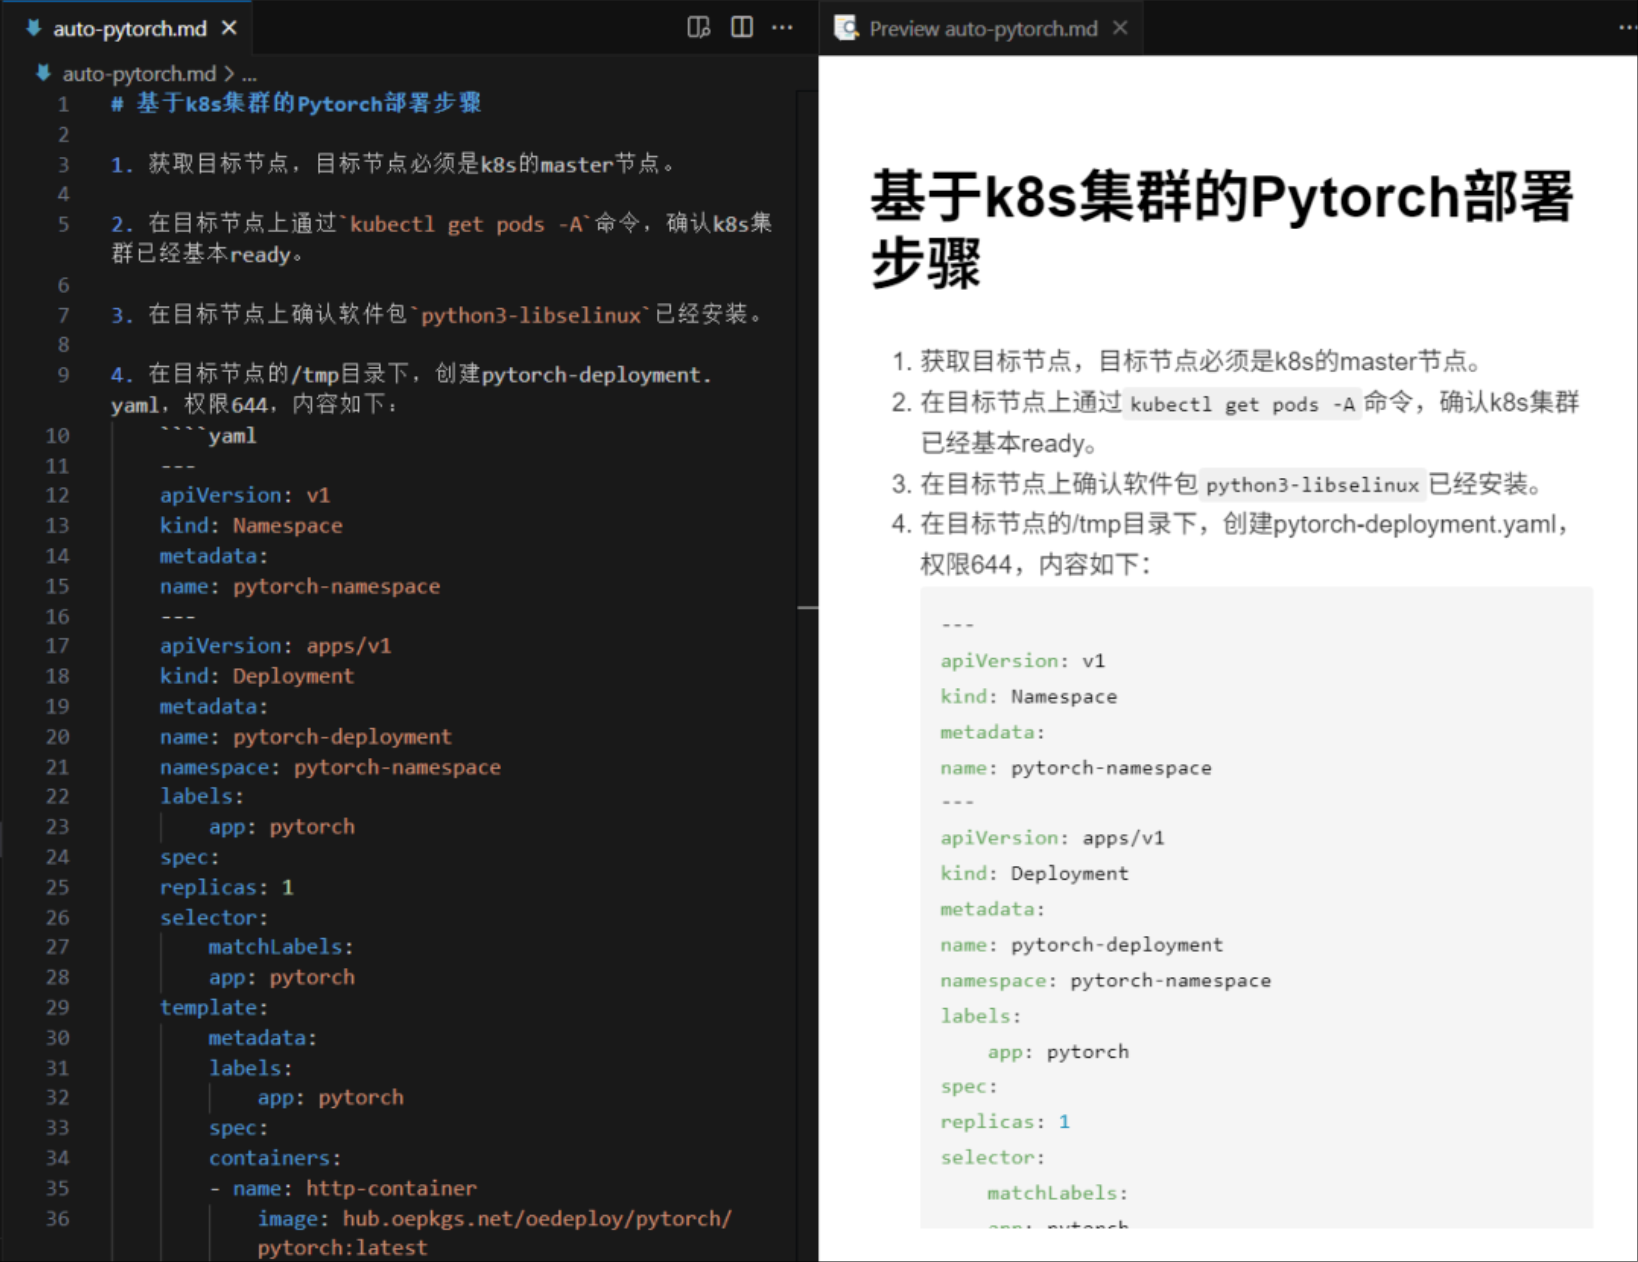 auto-pytorch.md
auto-pytorch.md > ...
1 # 基于k8s集群的Pytorch部署步骤
2
3 1. 获取目标节点，目标节点必须是k8s的master节点。
4
5 2. 在目标节点上通过`kubectl get pods -A`命令，确认k8s集
群已经基本ready。
6
7 3. 在目标节点上确认软件包`python3-libselinux`已经安装。
8
9 4. 在目标节点的/tmp目录下，创建pytorch-deployment.
yaml，权限644，内容如下：
10 ````yaml
11 ---
12 apiVersion: v1
13 kind: Namespace
14 metadata:
15 name: pytorch-namespace
16 ---
17 apiVersion: apps/v1
18 kind: Deployment
19 metadata:
20 name: pytorch-deployment
21 namespace: pytorch-namespace
22 labels:
23 app: pytorch
24 spec:
25 replicas: 1
26 selector:
27 matchLabels:
28 app: pytorch
29 template:
30 metadata:
31 labels:
32 app: pytorch
33 spec:
34 containers:
35 - name: http-container
36 image: hub.oepkgs.net/oedeploy/pytorch/
pytorch:latest
Preview auto-pytorch.md
基于k8s集群的Pytorch部署
步骤
1. 获取目标节点，目标节点必须是k8s的master节点。
2. 在目标节点上通过 kubectl get pods -A 命令，确认k8s集群
已经基本ready。
3. 在目标节点上确认软件包 python3-libselinux 已经安装。
4. 在目标节点的/tmp目录下，创建pytorch-deployment.yaml，
权限644，内容如下：
---
apiVersion: v1
kind: Namespace
metadata:
name: pytorch-namespace
---
apiVersion: apps/v1
kind: Deployment
metadata:
name: pytorch-deployment
namespace: pytorch-namespace
labels:
app: pytorch
spec:
replicas: 1
selector:
matchLabels:
app: pytorch